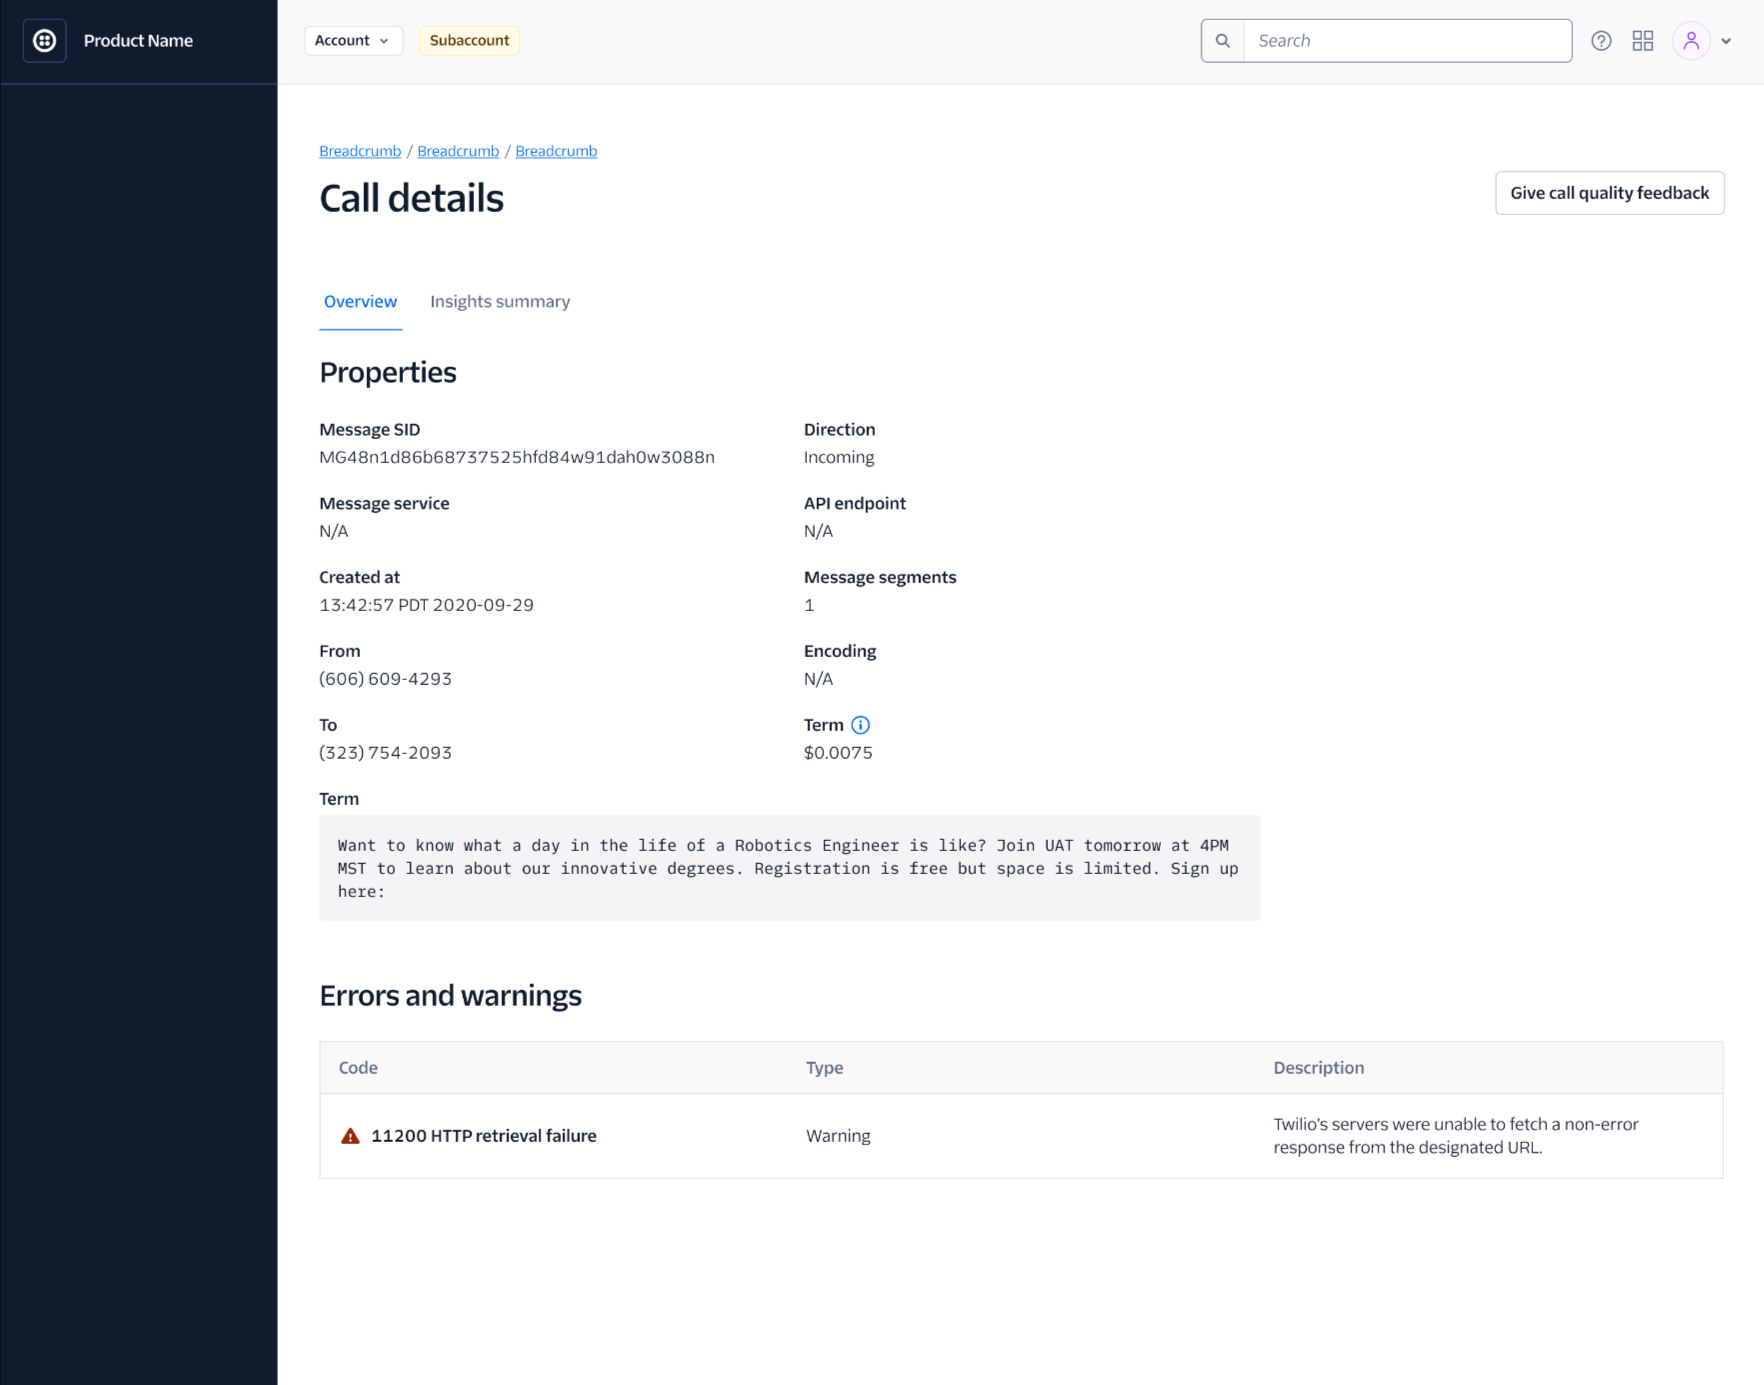 Product Name
Account
Subaccount
Search
Breadcrumb / Breadcrumb / Breadcrumb
Call details
Give call quality feedback
Overview
Insights summary
Properties
Message SID
MG48n1d86b68737525hfd84w91dah0w3088n
Direction
Incoming
Message service
N/A
API endpoint
N/A
Created at
13:42:57 PDT 2020-09-29
Message segments
1
From
(606) 609-4293
Encoding
N/A
To
(323) 754-2093
Term
$0.0075
Term
Want to know what a day in the life of a Robotics Engineer is like? Join UAT tomorrow at 4PM
MST to learn about our innovative degrees. Registration is free but space is limited. Sign up
here:
Errors and warnings
Code
Type
Description
11200 HTTP retrieval failure
Warning
Twilio’s servers were unable to fetch a non-error
response from the designated URL.